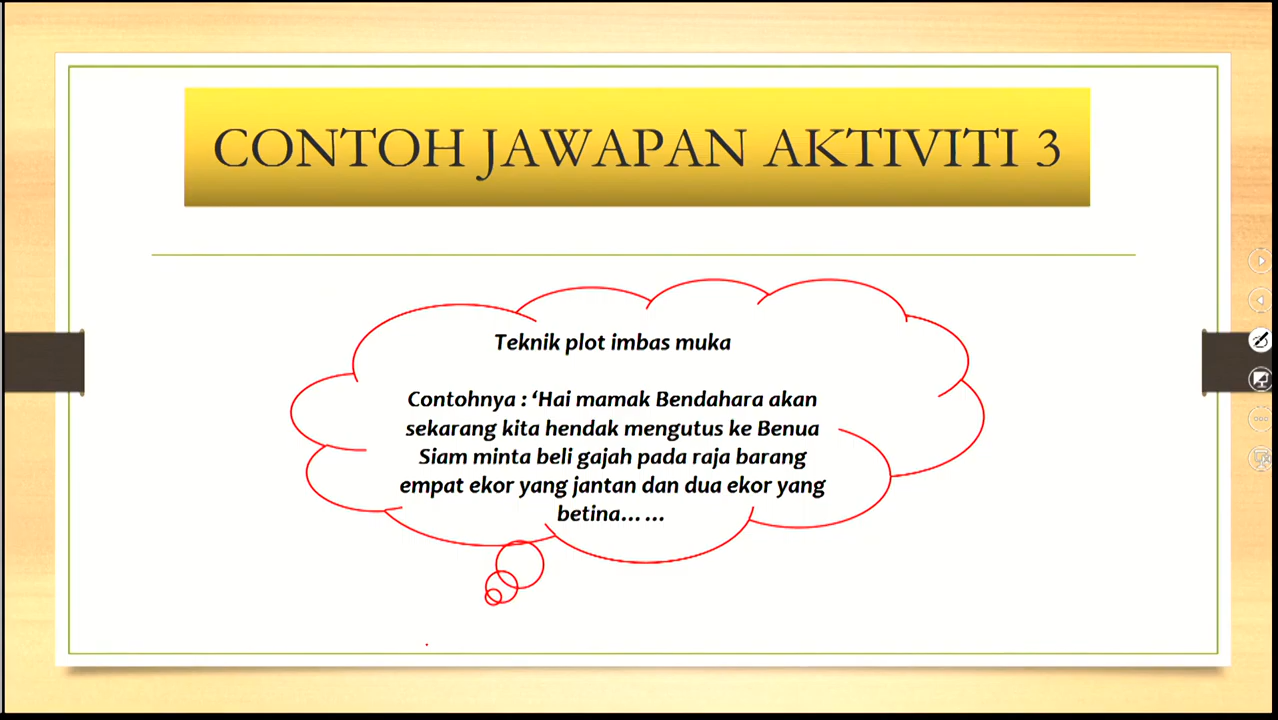 CONTOH JAWAPAN AKTIVITI 3
Teknik plot imbas muka
Contohnya : ‘Hai mamak Bendahara akan
sekarang kita hendak mengutus ke Benua
Siam minta beli gajah pada raja barang
empat ekor yang jantan dan dua ekor yang
betina... ...